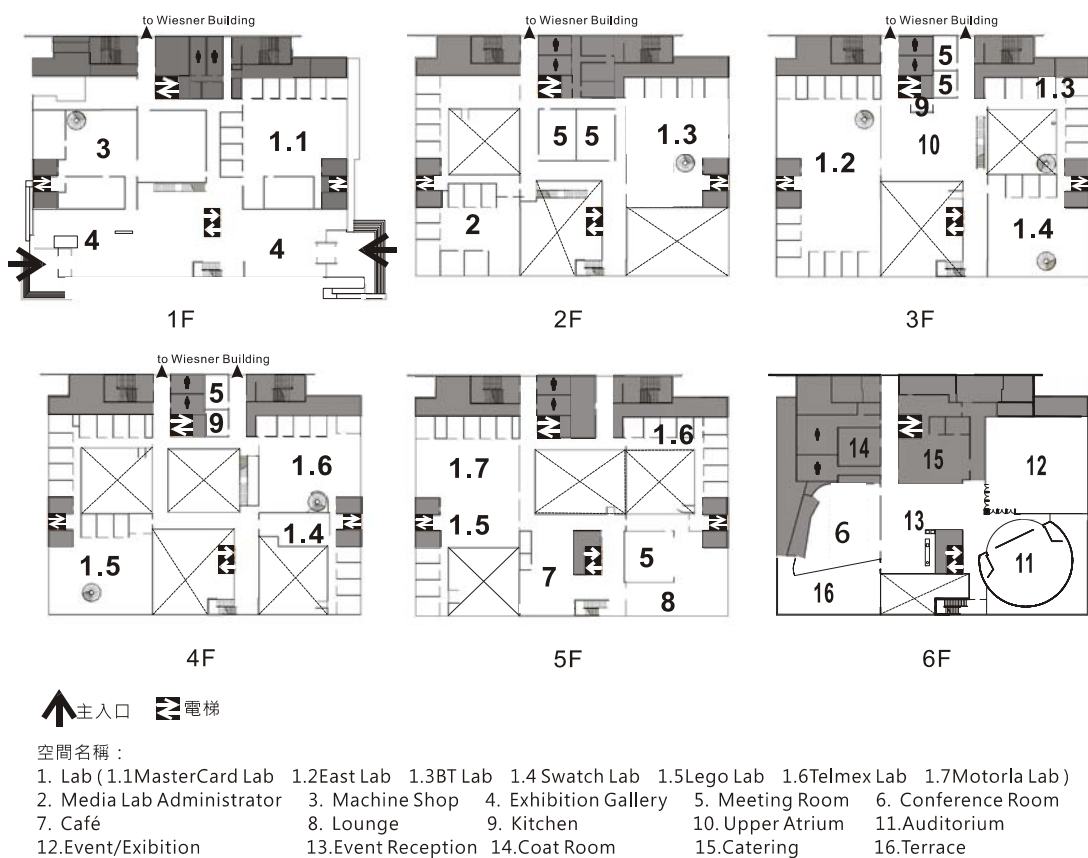 to Wiesner Building
to Wiesner Building
to Wiesner Building
3
1.1
4
4
5
5
1.3
2
5
5
9
1.3
1.2
10
1.4
1F
2F
3F
to Wiesner Building
5
9
1.6
1.4
1.5
1.6
1.7
1.5
7
5
8
14
15
12
6
13
11
16
4F
5F
6F
主入口 電梯
空間名稱：
1. Lab ( 1.1MasterCard Lab 1.2East Lab 1.3BT Lab 1.4 Swatch Lab 1.5Lego Lab 1.6Telmex Lab 1.7Motorla Lab )
2. Media Lab Administrator 3. Machine Shop 4. Exhibition Gallery 5. Meeting Room 6. Conference Room
7. Café 8. Lounge 9. Kitchen 10. Upper Atrium 11.Auditorium
12.Event/Exibition 13.Event Reception 14.Coat Room 15.Catering 16.Terrace